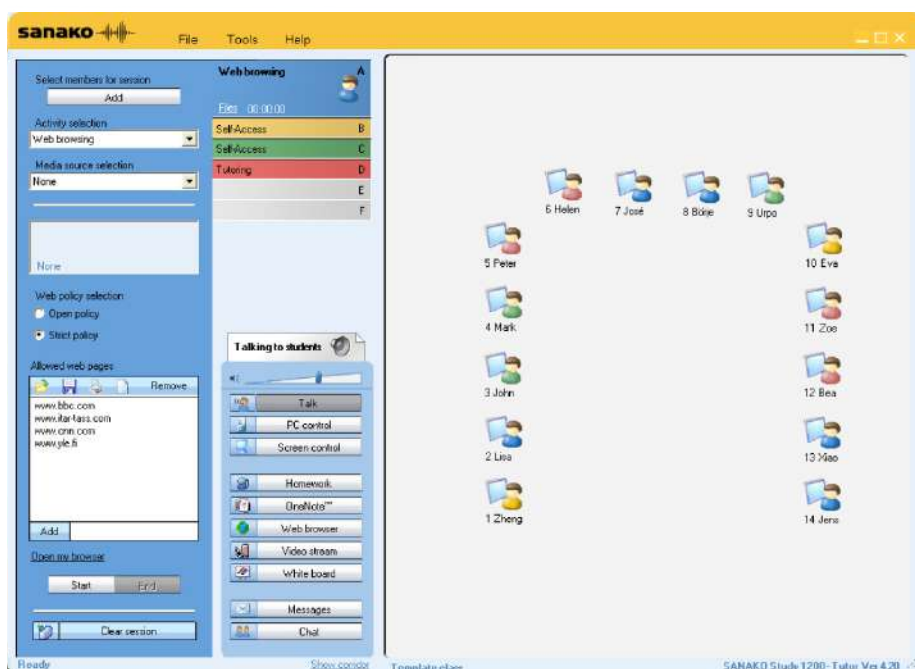 sanako
File Tools Help
Select members for session
Add
Activity selection
Web browsing
Media source selection
None
None
Web policy selection:
Open policy
Strict policy
Allowed web pages
Remove
www.bbc.com
www.itar-tass.com
www.cnn.com
www.yle.fi
Add
Open my browser
Start End
Clear session
Ready
Web browsing A
Files 00:00:00
Self-Access B
Self-Access C
Tutoring D
E
F
Talking to students
Talk
PC control
Screen control
Homework
OneNote™
Web browser
Video stream
White board
Messages
Chat
Show corridor
6 Helen 7 José 8 Börje 9 Urpo
5 Peter 10 Eva
4 Mark 11 Zoe
3 John 12 Bea
2 Lisa 13 Xiao
1 Zheng 14 Jens
Template class
SANAKO Study 1200 - Tutor Ver 4.20